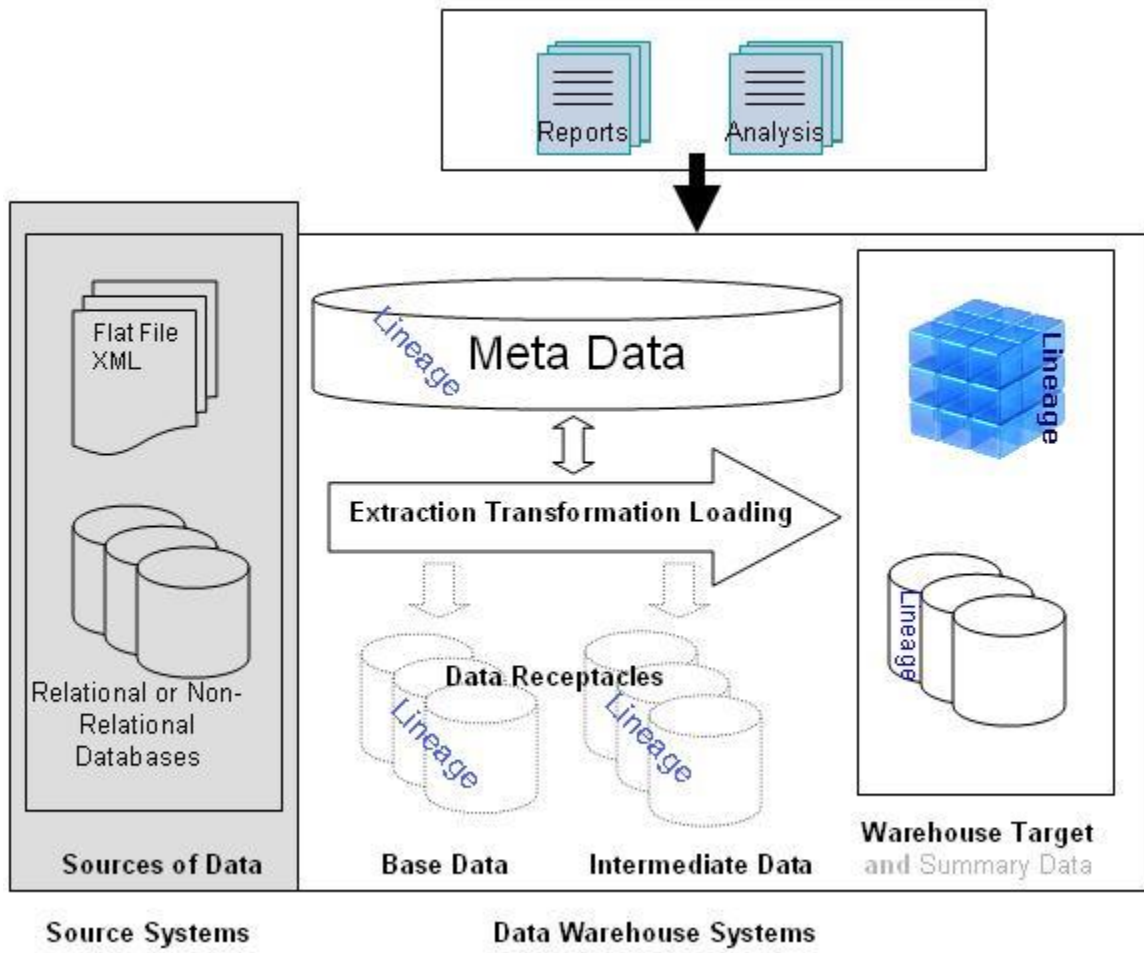 Reports
Analysis
Flat File
XML
Lineage
Meta Data
Lineage
Extraction Transformation Loading
Relational or Non-
Relational
Databases
Data Receptacles
Lineage
Lineage
Lineage
Sources of Data
Base Data
Intermediate Data
Warehouse Target
and Summary Data
Source Systems
Data Warehouse Systems